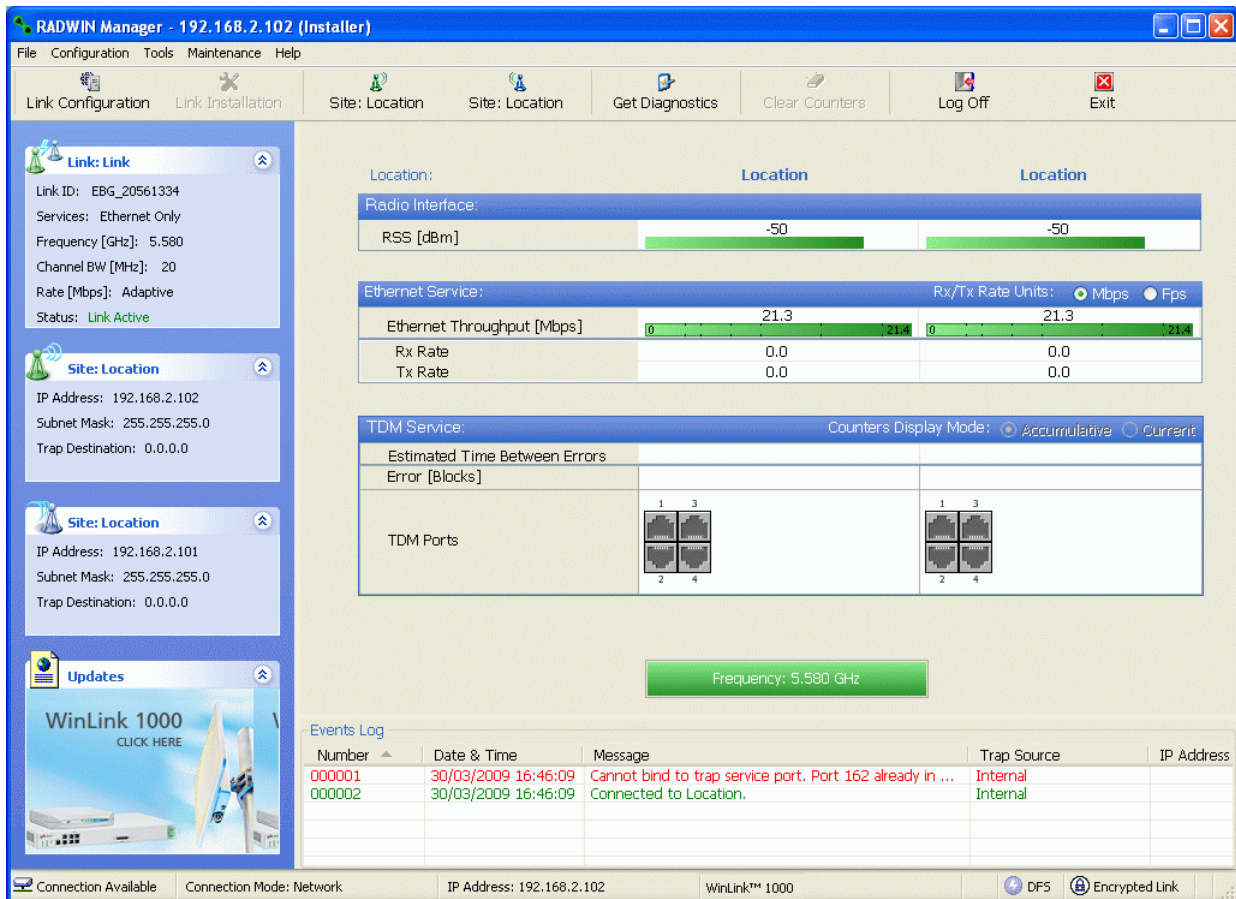 RADWIN Manager - 192.168.2.102 (Installer)
File Configuration Tools Maintenance Help
Link Configuration Link Installation Site: Location Site: Location Get Diagnostics Clear Counters Log Off Exit
Link: Link
Link ID: EBG_20561334
Services: Ethernet Only
Frequency [GHz]: 5.580
Channel BW [MHz]: 20
Rate [Mbps]: Adaptive
Status: Link Active
Site: Location
IP Address: 192.168.2.102
Subnet Mask: 255.255.255.0
Trap Destination: 0.0.0.0
Site: Location
IP Address: 192.168.2.101
Subnet Mask: 255.255.255.0
Trap Destination: 0.0.0.0
Updates
WinLink 1000
CLICK HERE
Location: Location Location
Radio Interface:
RSS [dBm] -50 -50
Ethernet Service: Rx/Tx Rate Units: Mbps Fps
Ethernet Throughput [Mbps] 21.3 21.3
0 21.4 0 21.4
Rx Rate 0.0 0.0
Tx Rate 0.0 0.0
TDM Service: Counters Display Mode: Accumulative Current
Estimated Time Between Errors
Error [Blocks]
1 3 1 3
TDM Ports
2 4 2 4
Frequency: 5.580 GHz
Events Log
Number Date & Time Message Trap Source IP Address
000001 30/03/2009 16:46:09 Cannot bind to trap service port. Port 162 already in ... Internal
000002 30/03/2009 16:46:09 Connected to Location. Internal
Connection Available Connection Mode: Network IP Address: 192.168.2.102 WinLink™ 1000 DFS Encrypted Link